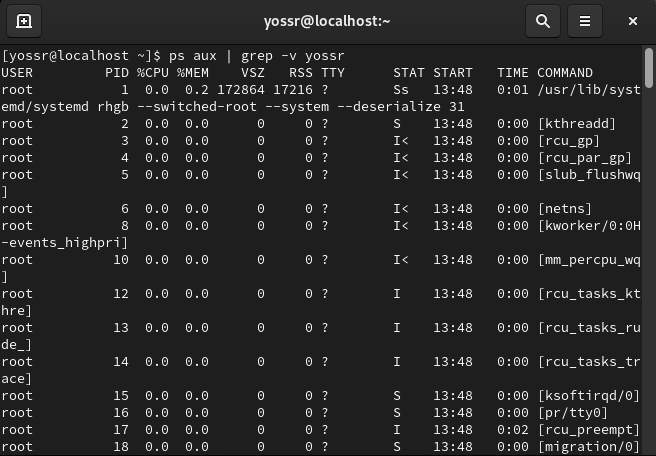 yossr@localhost:~
[yossr@localhost ~]$ ps aux | grep -v yossr
USER         PID %CPU %MEM    VSZ   RSS TTY      STAT START   TIME COMMAND
root           1  0.0  0.2 172864 17216 ?        Ss   13:48   0:01 /usr/lib/syst
emd/systemd rhgb --switched-root --system --deserialize 31
root           2  0.0  0.0      0     0 ?        S    13:48   0:00 [kthreadd]
root           3  0.0  0.0      0     0 ?        I<   13:48   0:00 [rcu_gp]
root           4  0.0  0.0      0     0 ?        I<   13:48   0:00 [rcu_par_gp]
root           5  0.0  0.0      0     0 ?        I<   13:48   0:00 [slub_flushwq
]
root           6  0.0  0.0      0     0 ?        I<   13:48   0:00 [netns]
root           8  0.0  0.0      0     0 ?        I<   13:48   0:00 [kworker/0:0H
-events_highpri]
root          10  0.0  0.0      0     0 ?        I<   13:48   0:00 [mm_percpu_wq
]
root          12  0.0  0.0      0     0 ?        I    13:48   0:00 [rcu_tasks_kt
hre]
root          13  0.0  0.0      0     0 ?        I    13:48   0:00 [rcu_tasks_ru
de_]
root          14  0.0  0.0      0     0 ?        I    13:48   0:00 [rcu_tasks_tr
ace]
root          15  0.0  0.0      0     0 ?        S    13:48   0:00 [ksoftirqd/0]
root          16  0.0  0.0      0     0 ?        S    13:48   0:00 [pr/tty0]
root          17  0.0  0.0      0     0 ?        I    13:48   0:02 [rcu_preempt]
root          18  0.0  0.0      0     0 ?        S    13:48   0:00 [migration/0]